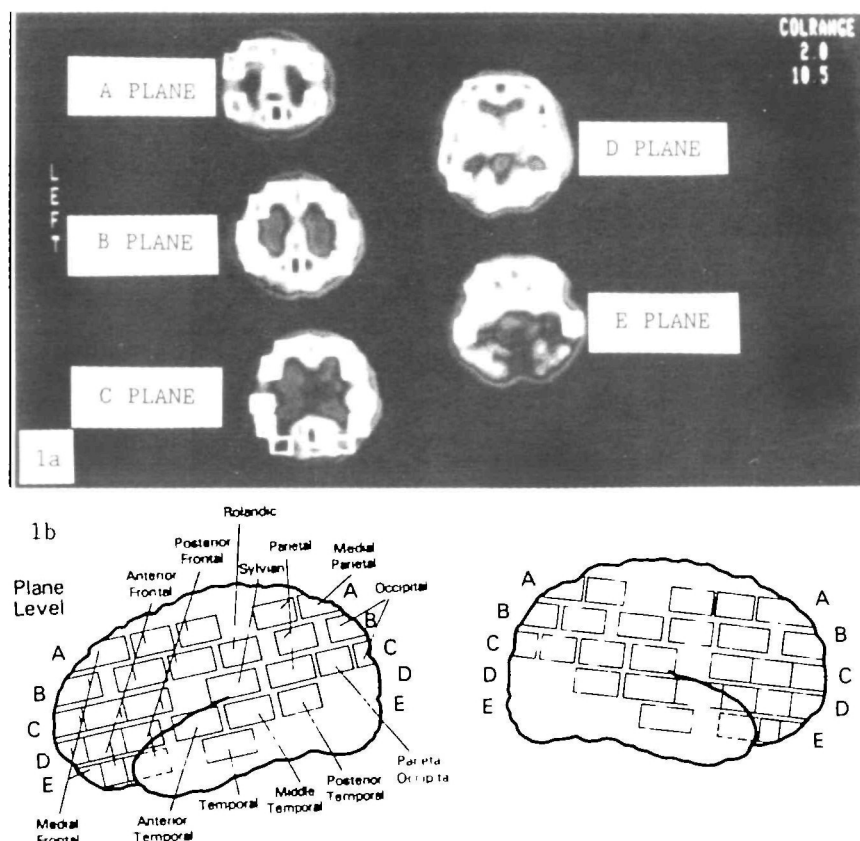 COLRANGE
2.0
10.5
A PLANE
D PLANE
LEFT
B PLANE
E PLANE
C PLANE
1a
1b
Rolandic
Posterior
Frontal
Sylvian
Parietal
Medial
Parietal
Anterior
Frontal
Occipital
Plane
Level
A
B
C
D
E
A
B
C
D
E
Medial
Frontal
Anterior
Temporal
Temporal
Middle
Temporal
Posterior
Temporal
Occipita
A
B
C
D
E
A
B
C
D
E